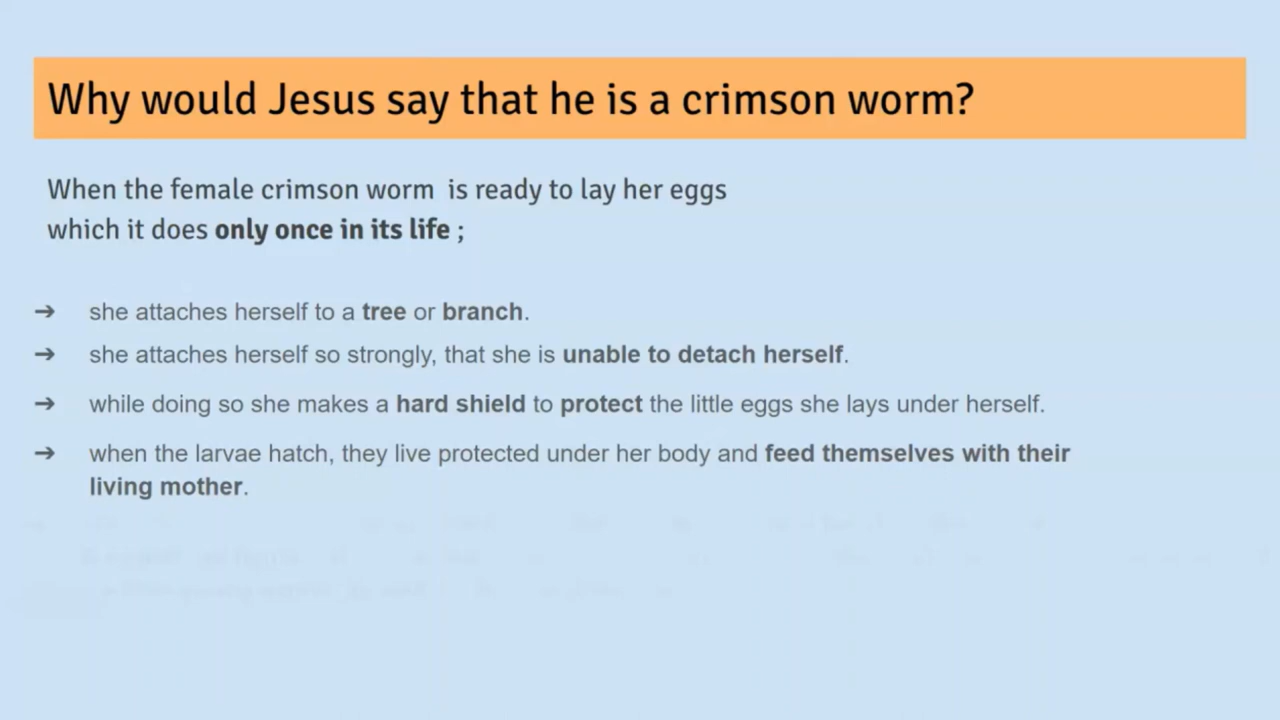 Why would Jesus say that he is a crimson worm?
When the female crimson worm is ready to lay her eggs
which it does only once in its life ;
➔ she attaches herself to a tree or branch.
➔ she attaches herself so strongly, that she is unable to detach herself.
➔ while doing so she makes a hard shield to protect the little eggs she lays under herself.
➔ when the larvae hatch, they live protected under her body and feed themselves with their
living mother.